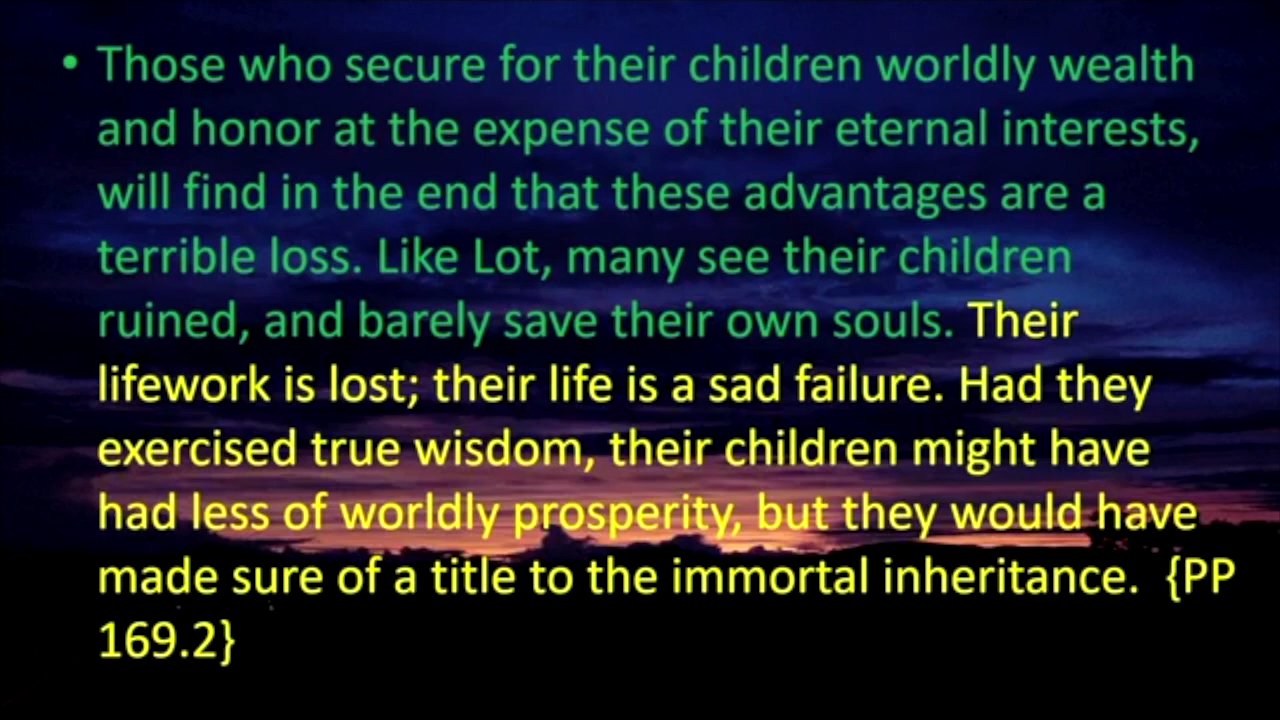 • Those who secure for their children worldly wealth
and honor at the expense of their eternal interests,
will find in the end that these advantages are a
terrible loss. Like Lot, many see their children
ruined, and barely save their own souls. Their
lifework is lost; their life is a sad failure. Had they
exercised true wisdom, their children might have
had less of worldly prosperity, but they would have
made sure of a title to the immortal inheritance.  {PP
169.2}